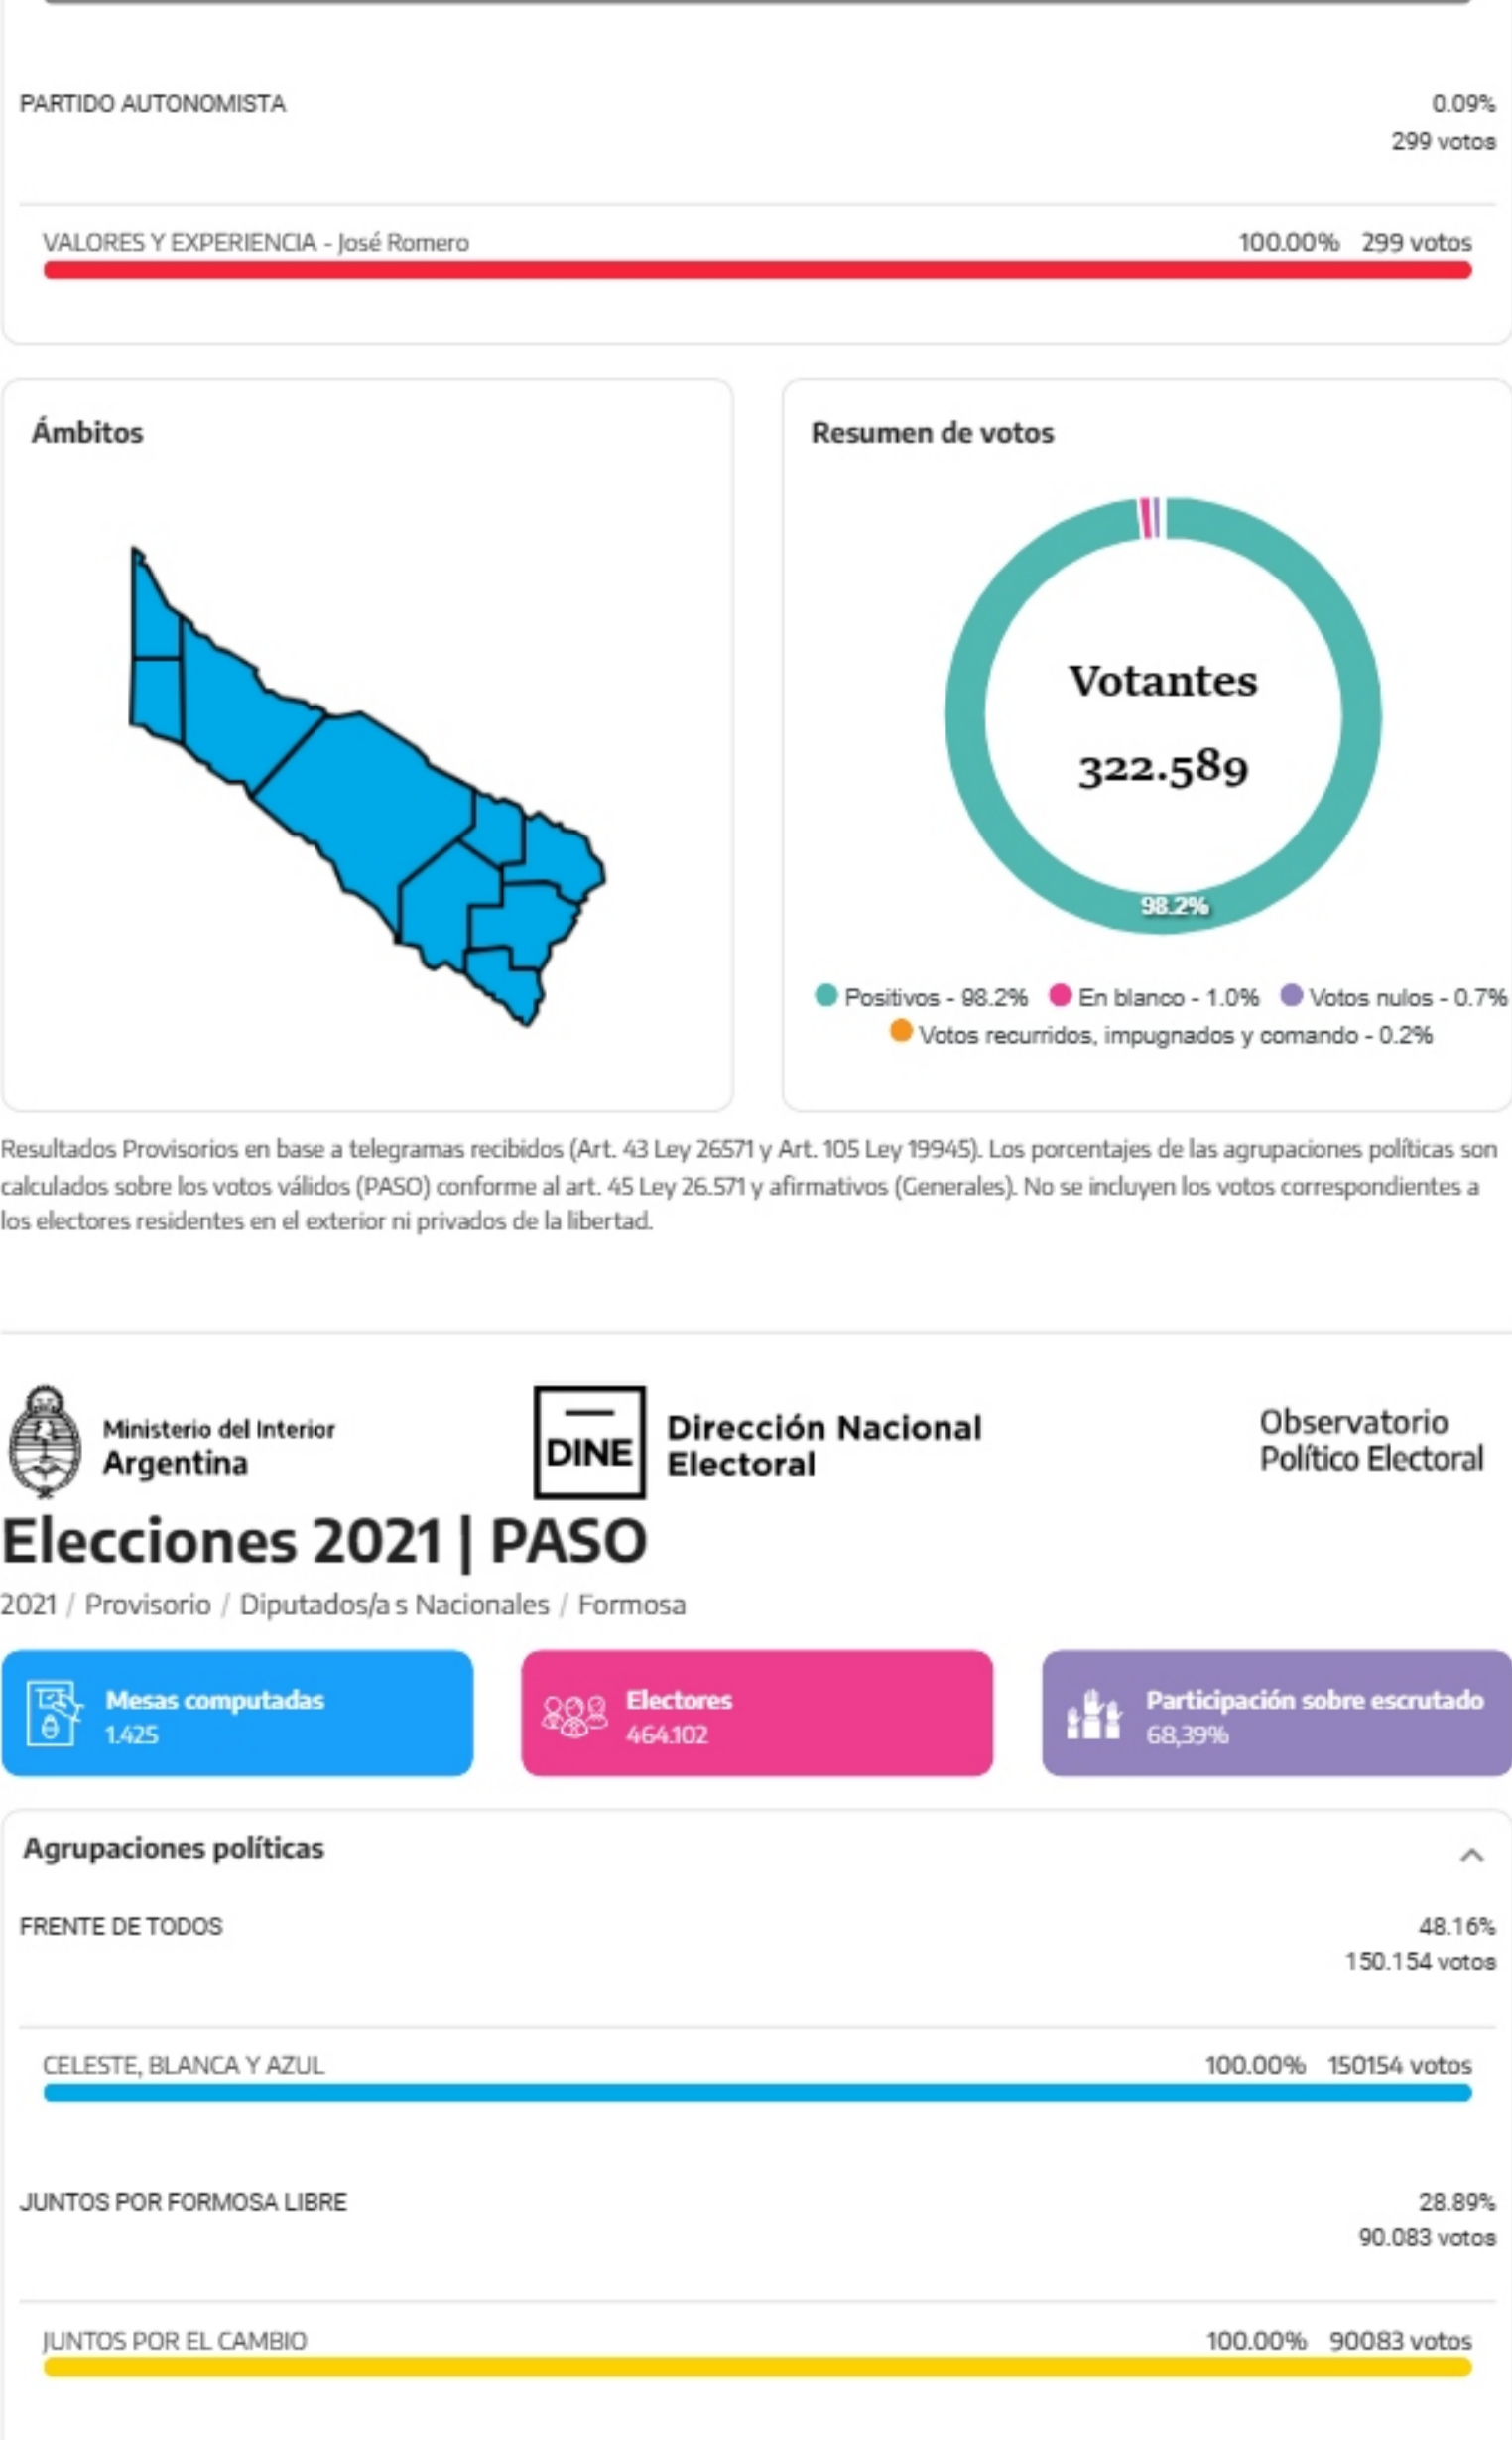 PARTIDO AUTONOMISTA 0.09%
299 votos
VALORES Y EXPERIENCIA - José Romero 100.00% 299 votos
Ámbitos
Resumen de votos
Votantes
322.589
98.2%
Positivos - 98.2% En blanco - 1.0% Votos nulos - 0.7%
Votos recurridos, impugnados y comando - 0.2%
Resultados Provisorios en base a telegramas recibidos (Art. 43 Ley 26571 y Art. 105 Ley 19945). Los porcentajes de las agrupaciones políticas son
calculados sobre los votos válidos (PASO) conforme al art. 45 Ley 26.571 y afirmativos (Generales). No se incluyen los votos correspondientes a
los electores residentes en el exterior ni privados de la libertad.
Ministerio del Interior
Argentina
DINE
Dirección Nacional
Electoral
Observatorio
Político Electoral
Elecciones 2021 | PASO
2021 / Provisorio / Diputados/a s Nacionales / Formosa
Mesas computadas
1.425
Electores
464.102
Participación sobre escrutado
68,39%
Agrupaciones políticas
FRENTE DE TODOS 48.16%
150.154 votos
CELESTE, BLANCA Y AZUL 100.00% 150154 votos
JUNTOS POR FORMOSA LIBRE 28.89%
90.083 votos
JUNTOS POR EL CAMBIO 100.00% 90083 votos